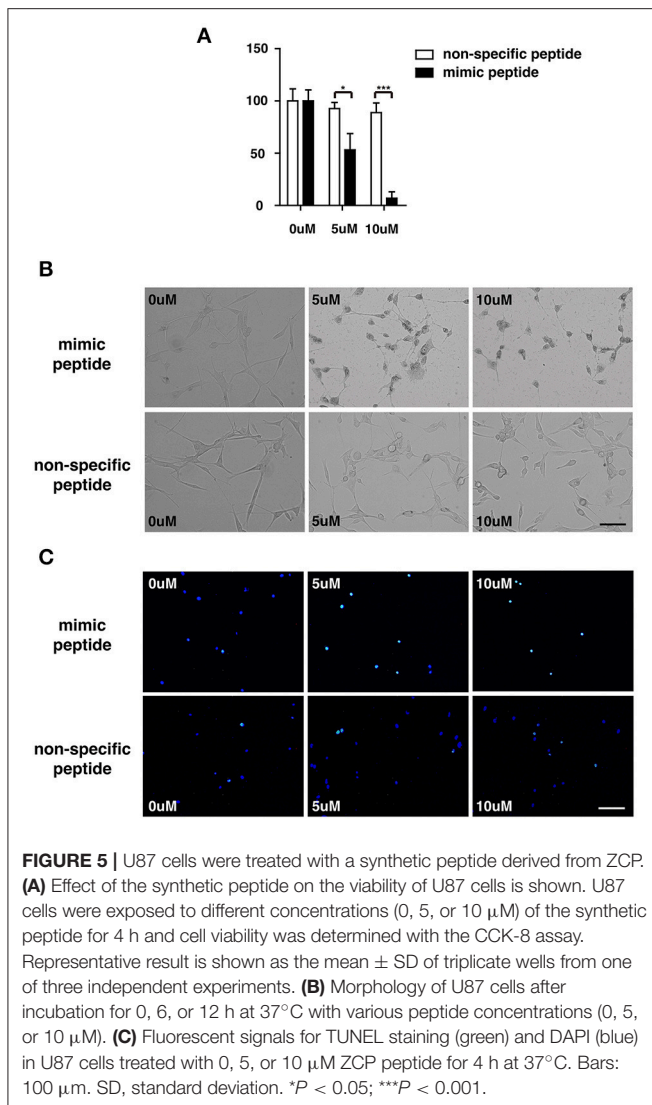 A
150
100
50
0
* ***
0uM 5uM 10uM
non-specific peptide
mimic peptide
B
mimic
peptide
0uM 5uM 10uM
non-specific
peptide
0uM 5uM 10uM
C
mimic
peptide
0uM 5uM 10uM
non-specific
peptide
0uM 5uM 10uM
FIGURE 5 | U87 cells were treated with a synthetic peptide derived from ZCP.
(A) Effect of the synthetic peptide on the viability of U87 cells is shown. U87
cells were exposed to different concentrations (0, 5, or 10 μM) of the synthetic
peptide for 4 h and cell viability was determined with the CCK-8 assay.
Representative result is shown as the mean ± SD of triplicate wells from one
of three independent experiments. (B) Morphology of U87 cells after
incubation for 0, 6, or 12 h at 37°C with various peptide concentrations (0, 5,
or 10 μM). (C) Fluorescent signals for TUNEL staining (green) and DAPI (blue)
in U87 cells treated with 0, 5, or 10 μM ZCP peptide for 4 h at 37°C. Bars:
100 μm. SD, standard deviation. *P < 0.05; ***P < 0.001.